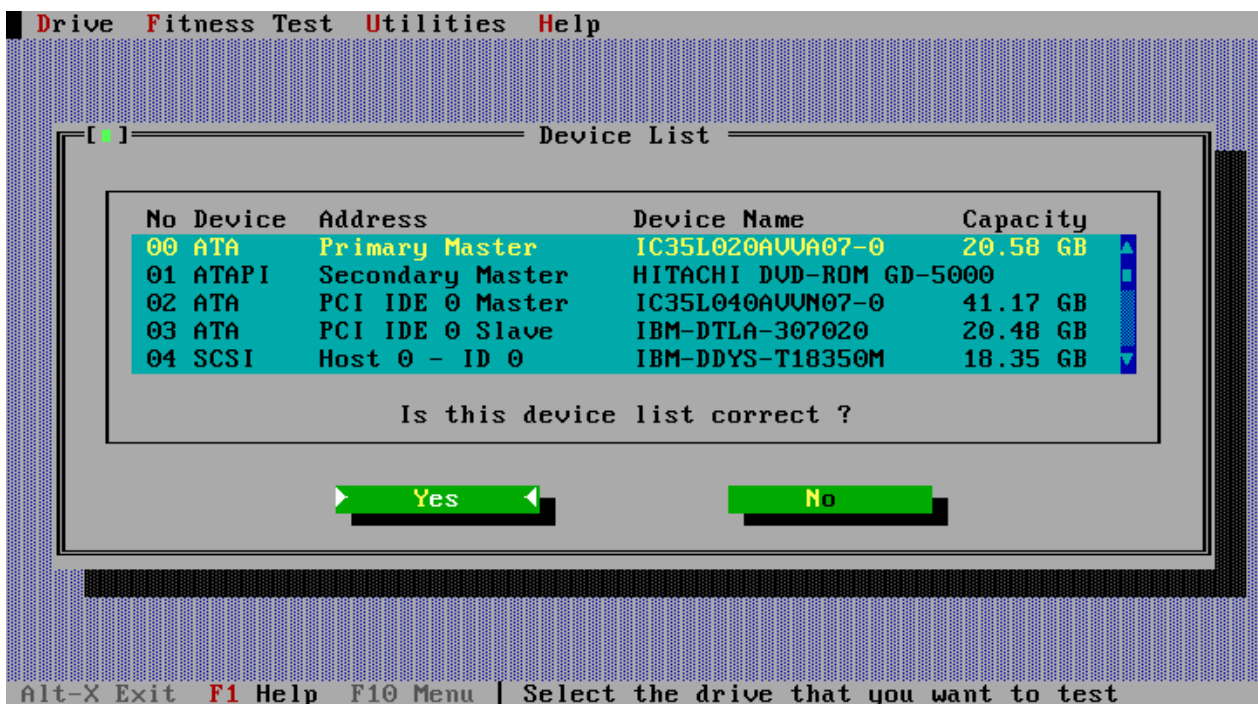 Drive Fitness Test Utilities Help
Device List
No Device Address Device Name Capacity
00 ATA Primary Master IC35L020AVVA07-0 20.58 GB
01 ATAPI Secondary Master HITACHI DVD-ROM GD-5000
02 ATA PCI IDE 0 Master IC35L040AVVN07-0 41.17 GB
03 ATA PCI IDE 0 Slave IBM-DTLA-307020 20.48 GB
04 SCSI Host 0 - ID 0 IBM-DDYS-T18350M 18.35 GB
Is this device list correct ?
Yes No
Alt-X Exit F1 Help F10 Menu | Select the drive that you want to test